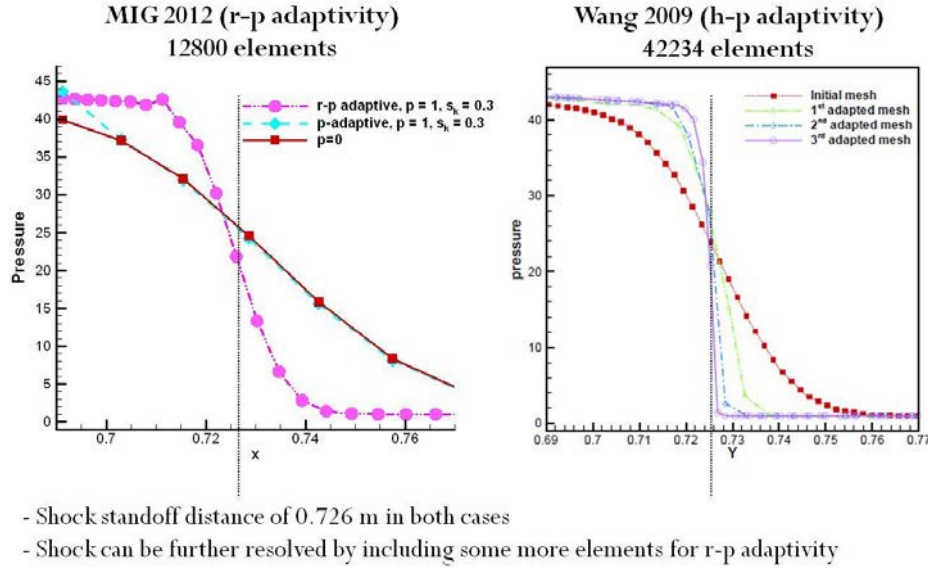 MIG 2012 (r-p adaptivity)
12800 elements
Wang 2009 (h-p adaptivity)
42234 elements
45
40
35
30
25
20
15
10
5
0
Pressure
r-p adaptive, p = 1, sₖ = 0.3
p-adaptive, p = 1, sₖ = 0.3
p=0
0.7
0.72
0.74
0.76
x
40
30
20
10
0
pressure
Initial mesh
1st adapted mesh
2nd adapted mesh
3rd adapted mesh
0.69
0.7
0.71
0.72
0.73
0.74
0.75
0.76
0.77
Y
- Shock standoff distance of 0.726 m in both cases
- Shock can be further resolved by including some more elements for r-p adaptivity